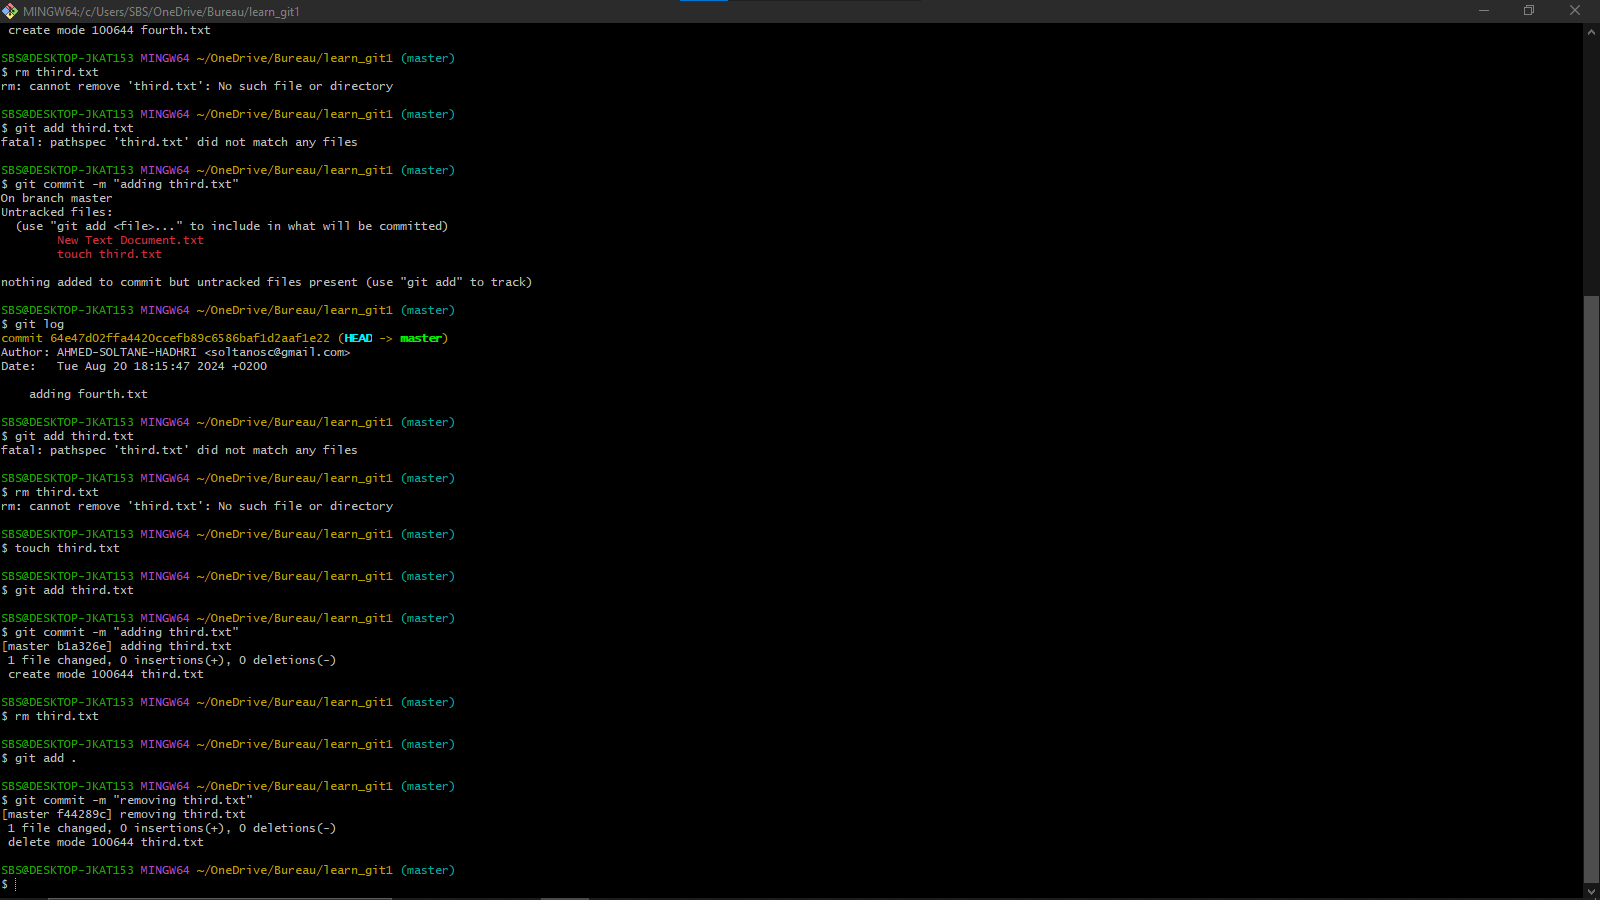 MINGW64:/c/Users/SBS/OneDrive/Bureau/learn_git1
create mode 100644 fourth.txt
SBS@DESKTOP-JKAT153 MINGW64 ~/OneDrive/Bureau/learn_git1 (master)
$ rm third.txt
rm: cannot remove 'third.txt': No such file or directory
SBS@DESKTOP-JKAT153 MINGW64 ~/OneDrive/Bureau/learn_git1 (master)
$ git add third.txt
fatal: pathspec 'third.txt' did not match any files
SBS@DESKTOP-JKAT153 MINGW64 ~/OneDrive/Bureau/learn_git1 (master)
$ git commit -m "adding third.txt"
On branch master
Untracked files:
(use "git add <file>..." to include in what will be committed)
New Text Document.txt
touch third.txt
nothing added to commit but untracked files present (use "git add" to track)
SBS@DESKTOP-JKAT153 MINGW64 ~/OneDrive/Bureau/learn_git1 (master)
$ git log
commit 64e47d02ffa4420ccefb89c6586baf1d2aaf1e22 (HEAD -> master)
Author: AHMED-SOLTANE-HADHRI <soltanosc@gmail.com>
Date:   Tue Aug 20 18:15:47 2024 +0200
adding fourth.txt
SBS@DESKTOP-JKAT153 MINGW64 ~/OneDrive/Bureau/learn_git1 (master)
$ git add third.txt
fatal: pathspec 'third.txt' did not match any files
SBS@DESKTOP-JKAT153 MINGW64 ~/OneDrive/Bureau/learn_git1 (master)
$ rm third.txt
rm: cannot remove 'third.txt': No such file or directory
SBS@DESKTOP-JKAT153 MINGW64 ~/OneDrive/Bureau/learn_git1 (master)
$ touch third.txt
SBS@DESKTOP-JKAT153 MINGW64 ~/OneDrive/Bureau/learn_git1 (master)
$ git add third.txt
SBS@DESKTOP-JKAT153 MINGW64 ~/OneDrive/Bureau/learn_git1 (master)
$ git commit -m "adding third.txt"
[master b1a326e] adding third.txt
1 file changed, 0 insertions(+), 0 deletions(-)
create mode 100644 third.txt
SBS@DESKTOP-JKAT153 MINGW64 ~/OneDrive/Bureau/learn_git1 (master)
$ rm third.txt
SBS@DESKTOP-JKAT153 MINGW64 ~/OneDrive/Bureau/learn_git1 (master)
$ git add .
SBS@DESKTOP-JKAT153 MINGW64 ~/OneDrive/Bureau/learn_git1 (master)
$ git commit -m "removing third.txt"
[master f44289c] removing third.txt
1 file changed, 0 insertions(+), 0 deletions(-)
delete mode 100644 third.txt
SBS@DESKTOP-JKAT153 MINGW64 ~/OneDrive/Bureau/learn_git1 (master)
$